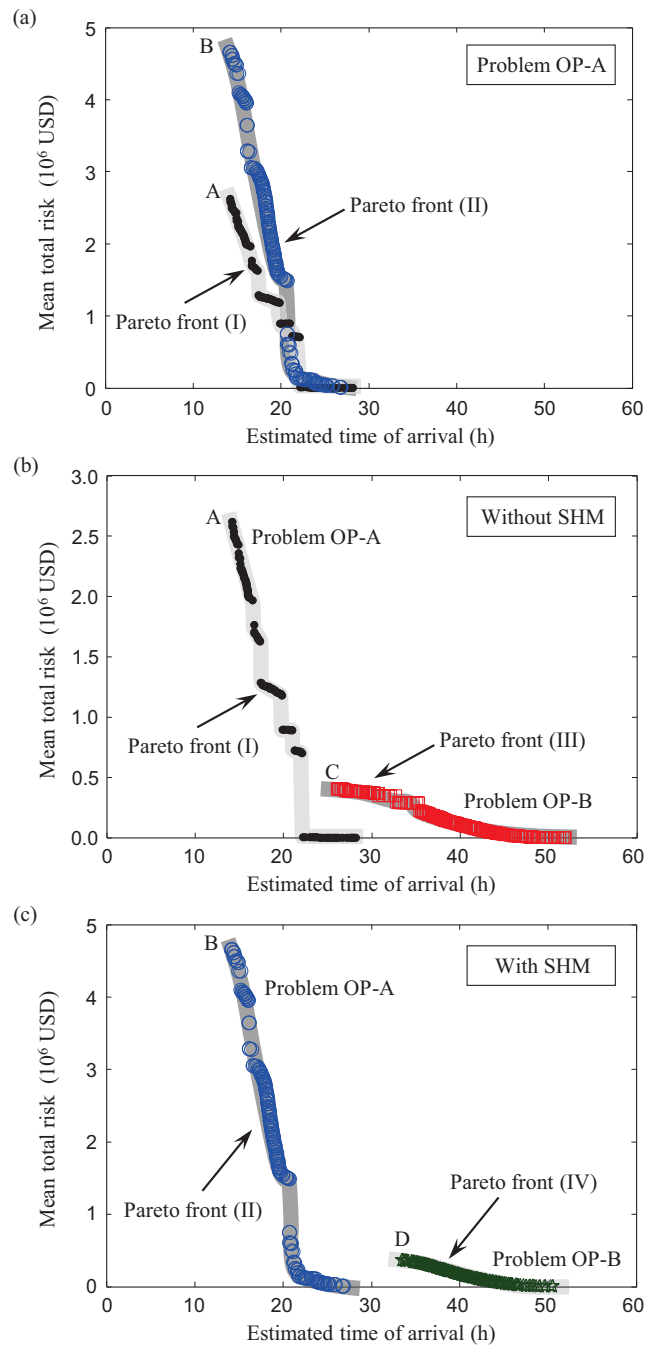 (a)
5
4
3
2
1
0
Mean total risk (10⁶ USD)
B
A
Problem OP-A
Pareto front (II)
Pareto front (I)
0 10 20 30 40 50 60
Estimated time of arrival (h)
(b)
3.0
2.5
2.0
1.5
1.0
0.5
0.0
Mean total risk (10⁶ USD)
A
Problem OP-A
Without SHM
Pareto front (I)
Pareto front (III)
C
Problem OP-B
0 10 20 30 40 50 60
Estimated time of arrival (h)
(c)
5
4
3
2
1
0
Mean total risk (10⁶ USD)
B
Problem OP-A
With SHM
Pareto front (II)
Pareto front (IV)
D
Problem OP-B
0 10 20 30 40 50 60
Estimated time of arrival (h)